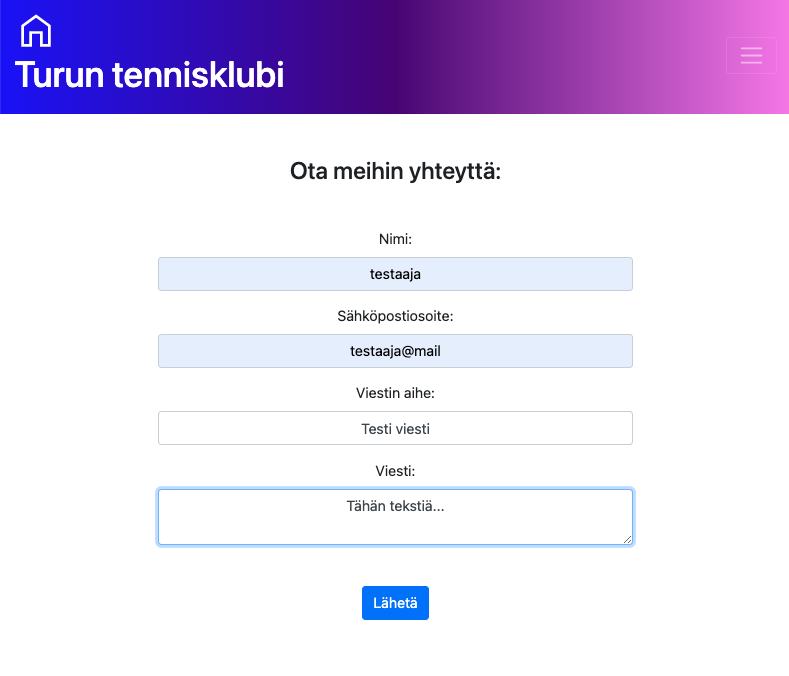 Turun tennisklubi
Ota meihin yhteyttä:
Nimi:
testaaja
Sähköpostiosoite:
testaaja@mail
Viestin aihe:
Testi viesti
Viesti:
Tähän tekstiä...
Lähetä